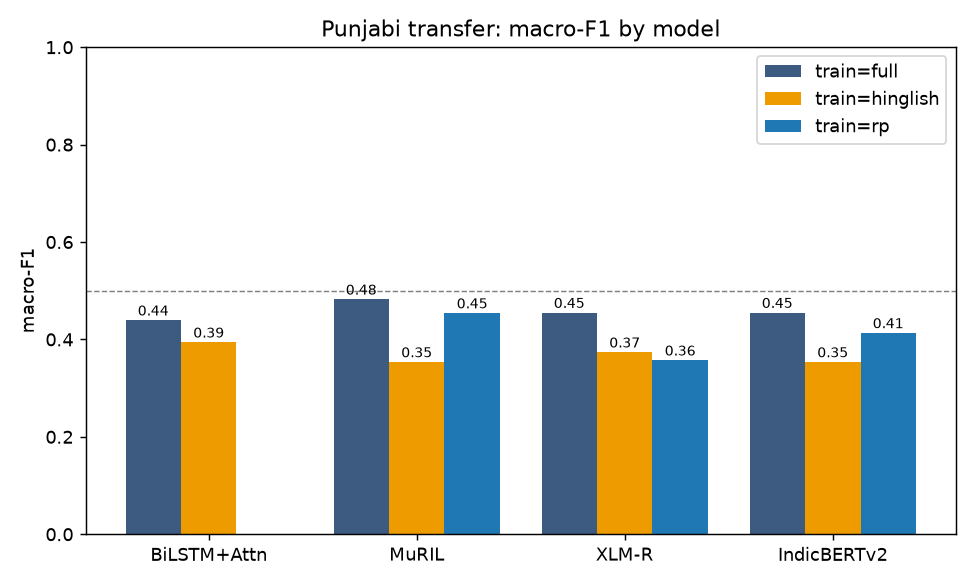 Punjabi transfer: macro-F1 by model
1.0
0.8
0.6
0.4
0.2
0.0
macro-F1
train=full
train=hinglish
train=rp
0.44
0.39
0.48
0.35
0.45
0.45
0.37
0.36
0.45
0.35
0.41
BiLSTM+Attn
MuRIL
XLM-R
IndicBERTv2